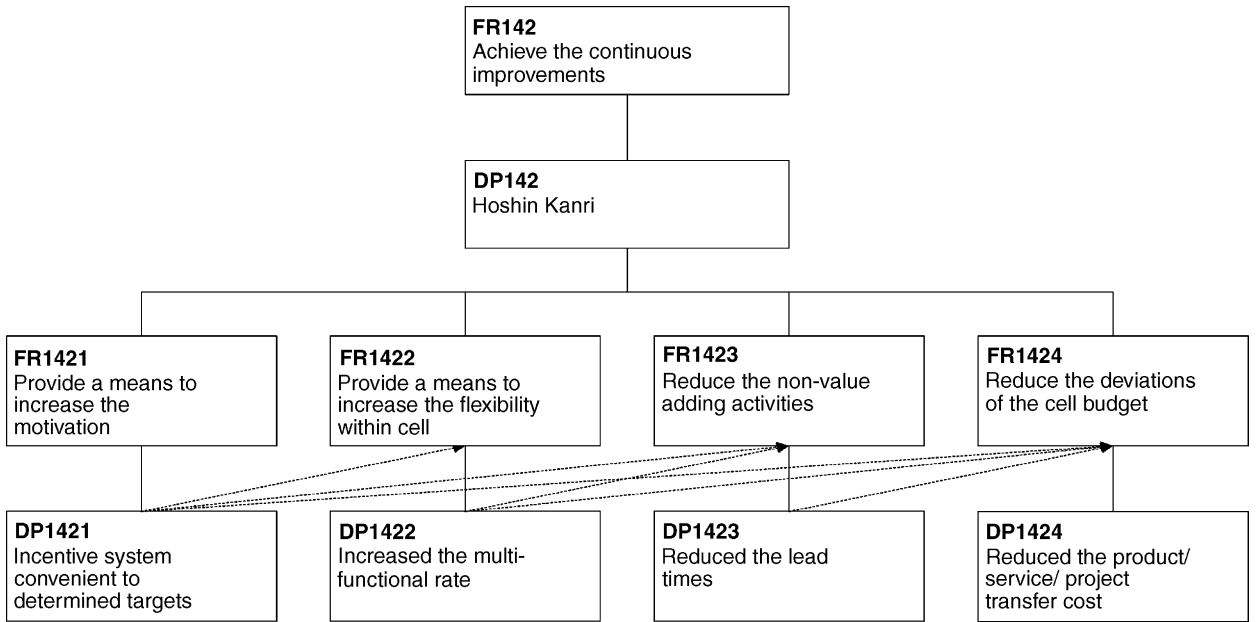 FR142
Achieve the continuous
improvements
DP142
Hoshin Kanri
FR1421
Provide a means to
increase the
motivation
FR1422
Provide a means to
increase the flexibility
within cell
FR1423
Reduce the non-value
adding activities
FR1424
Reduce the deviations
of the cell budget
DP1421
Incentive system
convenient to
determined targets
DP1422
Increased the multi-
functional rate
DP1423
Reduced the lead
times
DP1424
Reduced the product/
service/ project
transfer cost